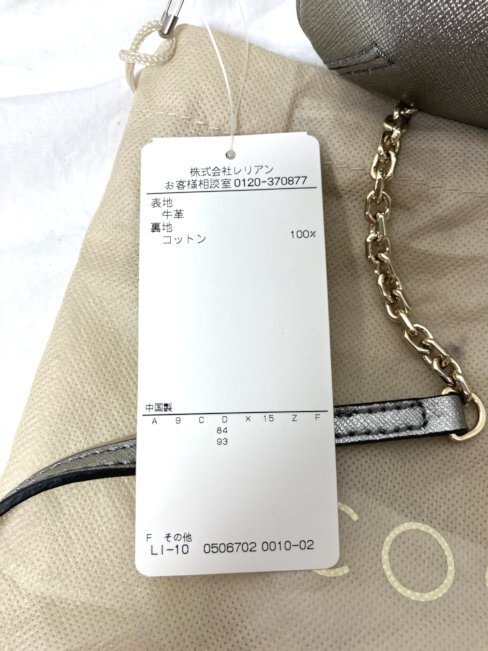 株式会社レリアン
お客様相談室 0120-370877
表地
牛革
裏地
コットン 100%
中国製
A 9 C D × 15 Z F
84
93
F その他
LI-10 0506702 0010-02
CO